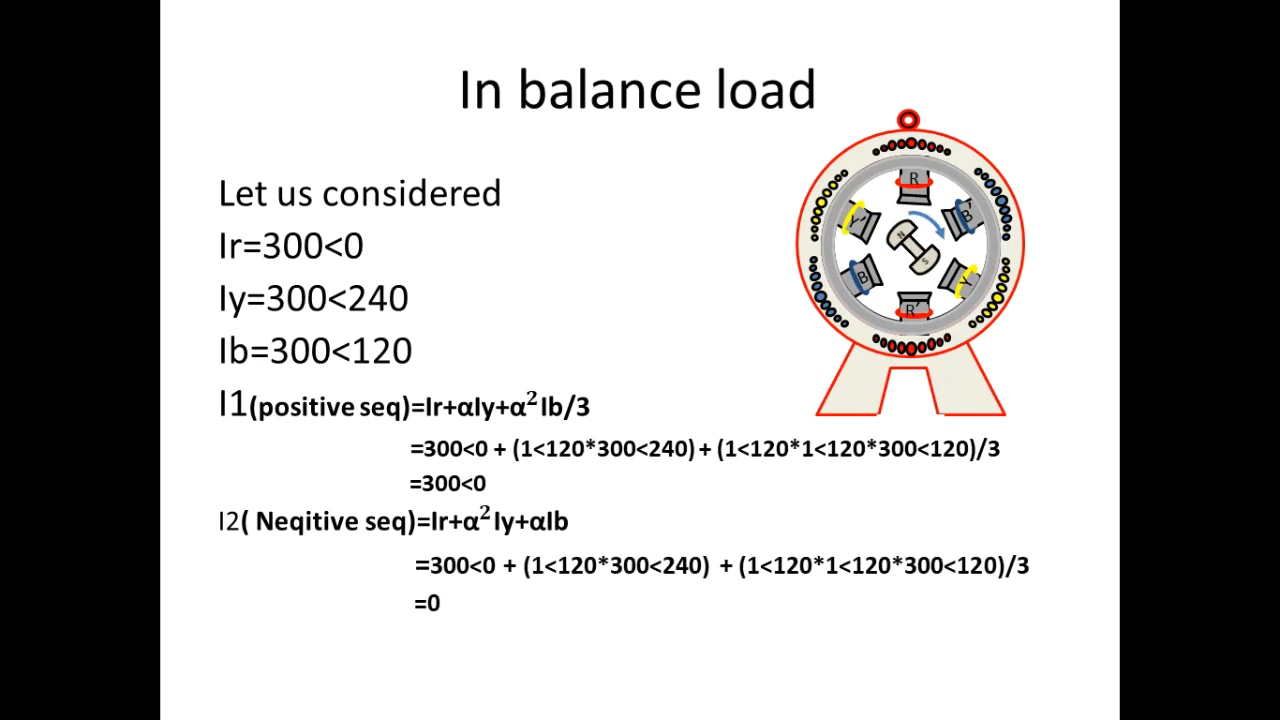 In balance load
Let us considered
Ir=300<0
Iy=300<240
Ib=300<120
I1(positive seq)=Ir+αIy+α²Ib/3
=300<0 + (1<120*300<240) + (1<120*1<120*300<120)/3
=300<0
I2( Neqitive seq)=Ir+α²Iy+αIb
=300<0 + (1<120*300<240) + (1<120*1<120*300<120)/3
=0
R
B'
Y
R'
B
Y'
N
S